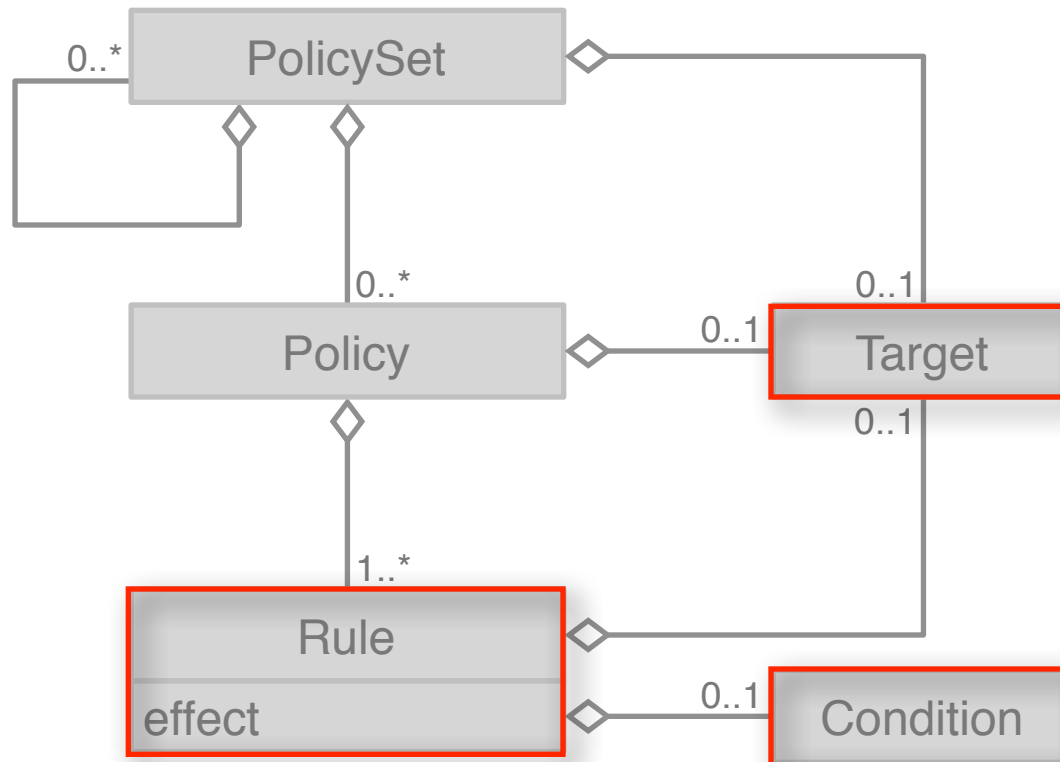 0..*
PolicySet
0..*
0..1
Policy
0..1
Target
0..1
1..*
Rule
effect
0..1
Condition